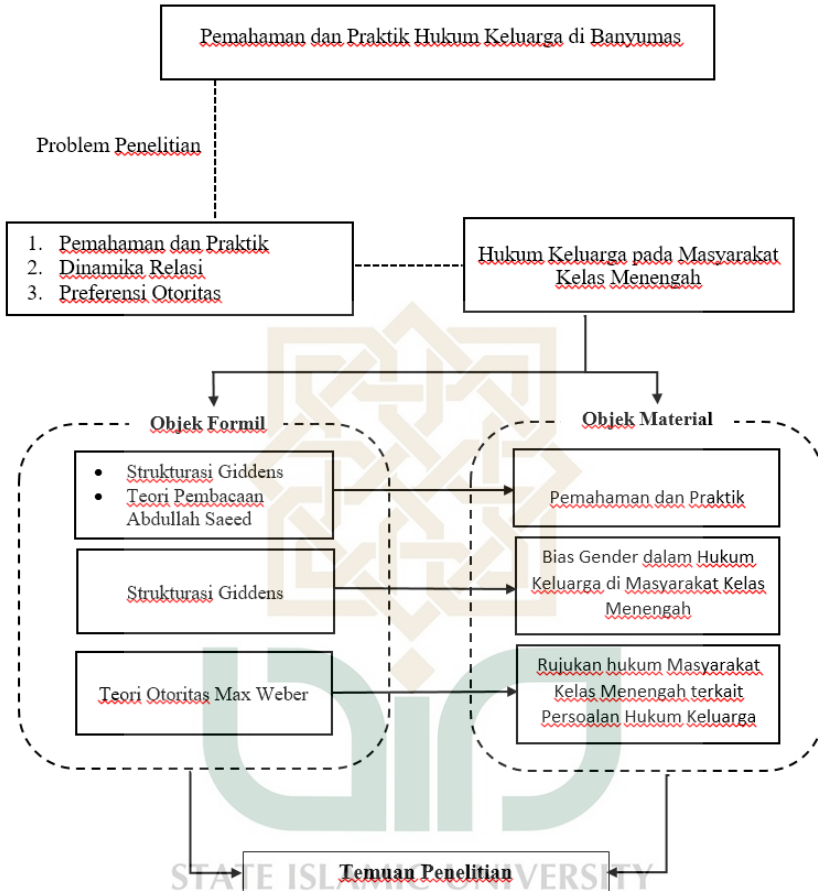 Pemahaman dan Praktik Hukum Keluarga di Banyumas
Problem Penelitian
1. Pemahaman dan Praktik
2. Dinamika Relasi
3. Preferensi Otoritas
Hukum Keluarga pada Masyarakat
Kelas Menengah
Objek Formil
• Strukturasi Giddens
• Teori Pembacaan
Abdullah Saeed
Strukturasi Giddens
Teori Otoritas Max Weber
Objek Material
Pemahaman dan Praktik
Bias Gender dalam Hukum
Keluarga di Masyarakat Kelas
Menengah
Rujukan hukum Masyarakat
Kelas Menengah terkait
Persoalan Hukum Keluarga
Temuan Penelitian
STATE ISLAMIC UNIVERSITY